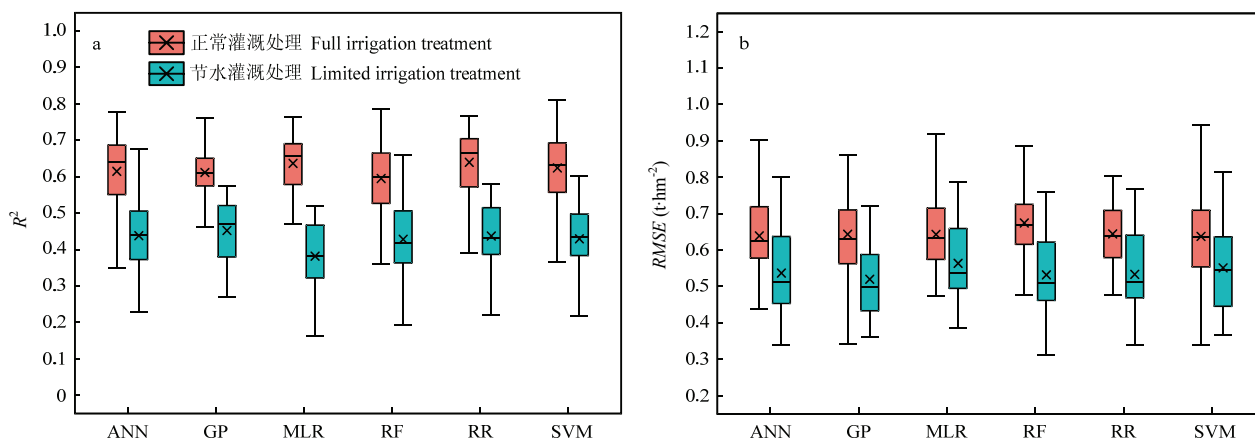 1.0
0.9
0.8
0.7
0.6
0.5
0.4
0.3
0.2
0.1
0
R²
a
正常灌溉处理 Full irrigation treatment
节水灌溉处理 Limited irrigation treatment
ANN GP MLR RF RR SVM
1.2
1.1
1.0
0.9
0.8
0.7
0.6
0.5
0.4
0.3
0.2
RMSE (t·hm⁻²)
b
ANN GP MLR RF RR SVM